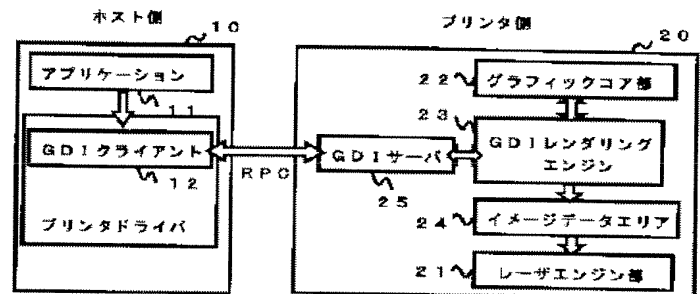 ホスト側
10
アプリケーション
11
GDIクライアント
12
プリンタドライバ
RPC
プリンタ側
20
22
グラフィックコア部
23
GDIレンダリング
エンジン
GDIサーバ
25
24
イメージデータエリア
21
レーザエンジン部